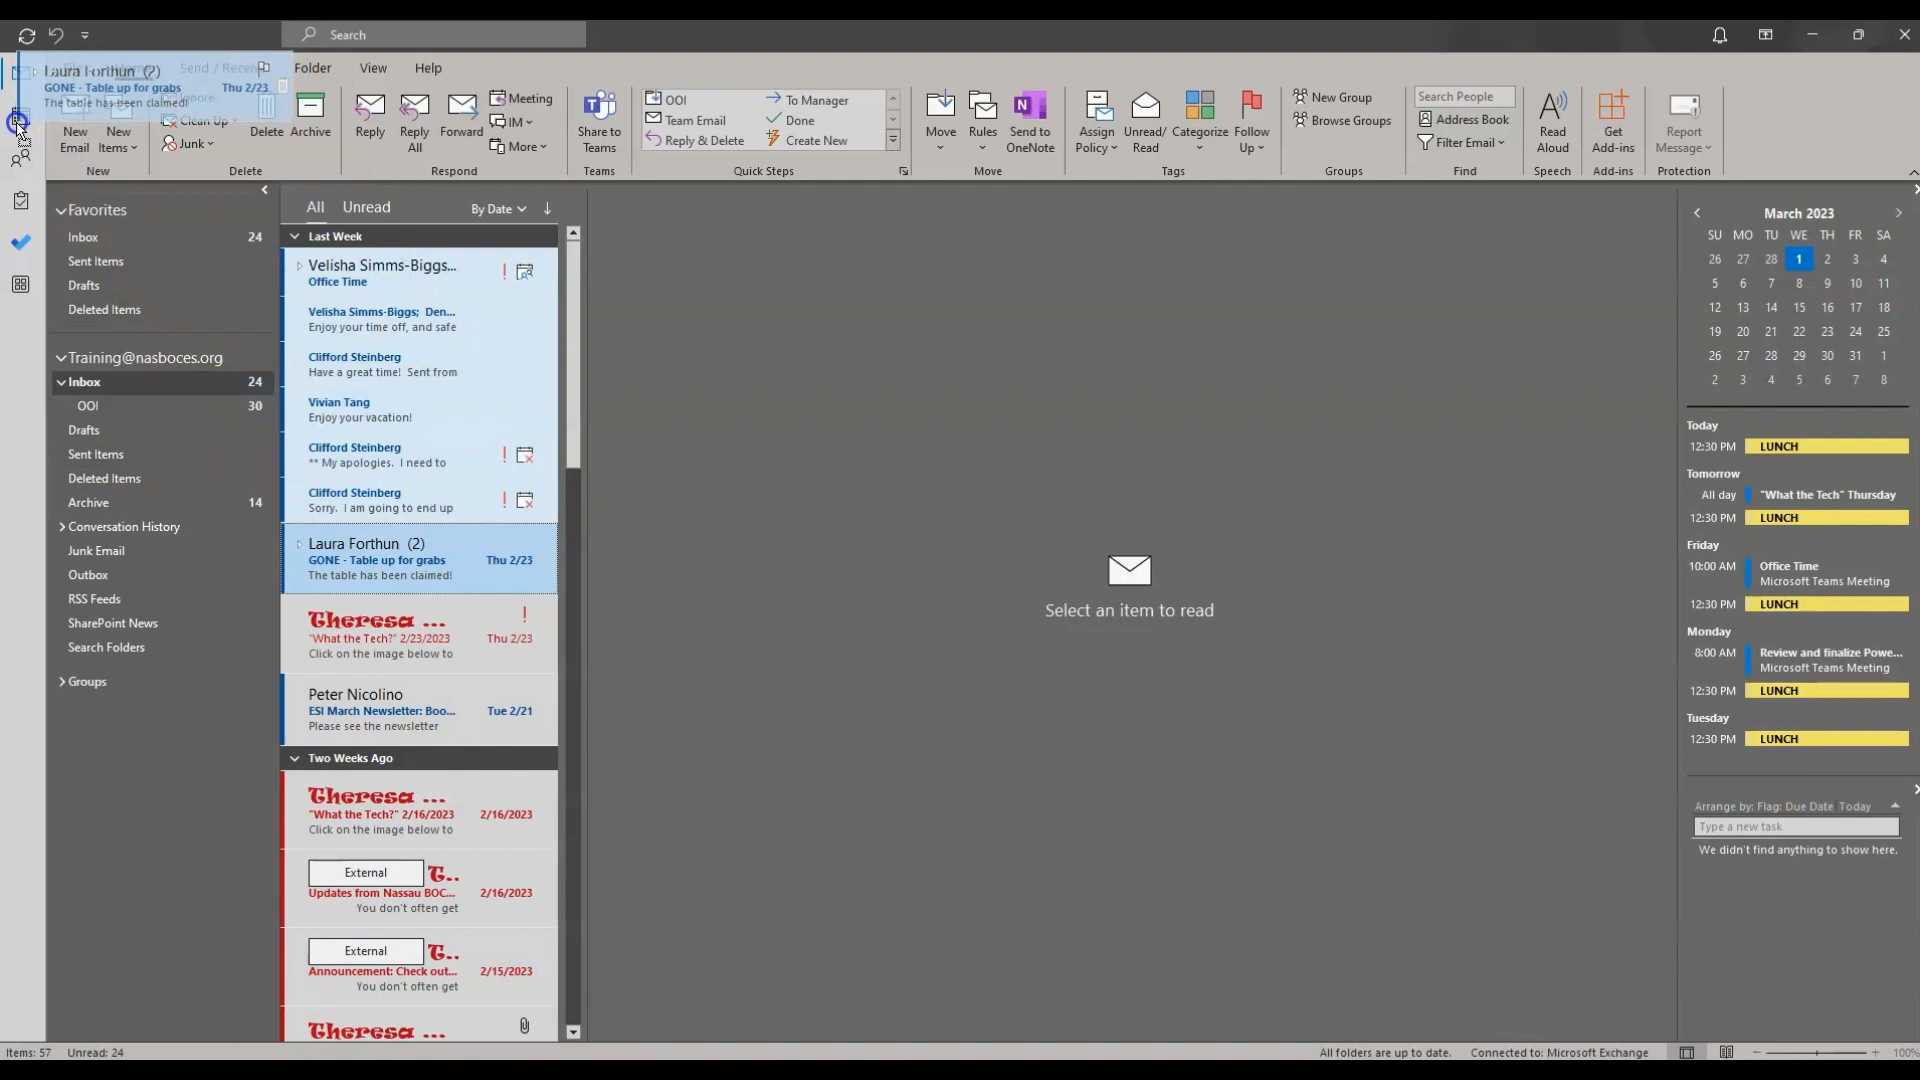 Search
Laura Forthun (2)
GONE - Table up for grabs Thu 2/23
The table has been claimed!
Send / Receive Folder View Help
New Email
New Items
Ignore
Clean Up
Junk
Delete
Archive
Reply
Reply All
Forward
Meeting
IM
More
Share to Teams
OOI
Team Email
Reply & Delete
To Manager
Done
Create New
Move
Rules
Send to OneNote
Assign Policy
Unread/ Read
Categorize
Follow Up
New Group
Browse Groups
Search People
Address Book
Filter Email
Read Aloud
Get Add-ins
Report Message
New Delete Respond Teams Quick Steps Move Tags Groups Find Speech Add-ins Protection
Favorites
Inbox 24
Sent Items
Drafts
Deleted Items
Training@nasboces.org
Inbox 24
OOI 30
Drafts
Sent Items
Deleted Items
Archive 14
Conversation History
Junk Email
Outbox
RSS Feeds
SharePoint News
Search Folders
Groups
All Unread By Date
Last Week
Velisha Simms-Biggs... !
Office Time
Velisha Simms-Biggs; Den...
Enjoy your time off, and safe
Clifford Steinberg
Have a great time! Sent from
Vivian Tang
Enjoy your vacation!
Clifford Steinberg !
** My apologies. I need to
Clifford Steinberg !
Sorry. I am going to end up
Laura Forthun (2)
GONE - Table up for grabs Thu 2/23
The table has been claimed!
Theresa ... !
"What the Tech?" 2/23/2023 Thu 2/23
Click on the image below to
Peter Nicolino
ESI March Newsletter: Boo... Tue 2/21
Please see the newsletter
Two Weeks Ago
Theresa ...
"What the Tech?" 2/16/2023 2/16/2023
Click on the image below to
External T..
Updates from Nassau BOC... 2/16/2023
You don't often get
External T..
Announcement: Check out... 2/15/2023
You don't often get
Theresa ...
Select an item to read
March 2023
SU MO TU WE TH FR SA
26 27 28 1 2 3 4
5 6 7 8 9 10 11
12 13 14 15 16 17 18
19 20 21 22 23 24 25
26 27 28 29 30 31 1
2 3 4 5 6 7 8
Today
12:30 PM LUNCH
Tomorrow
All day "What the Tech" Thursday
12:30 PM LUNCH
Friday
10:00 AM Office Time
Microsoft Teams Meeting
12:30 PM LUNCH
Monday
8:00 AM Review and finalize Powe...
Microsoft Teams Meeting
12:30 PM LUNCH
Tuesday
12:30 PM LUNCH
Arrange by: Flag: Due Date Today
Type a new task
We didn't find anything to show here.
Items: 57 Unread: 24 All folders are up to date. Connected to: Microsoft Exchange 100%